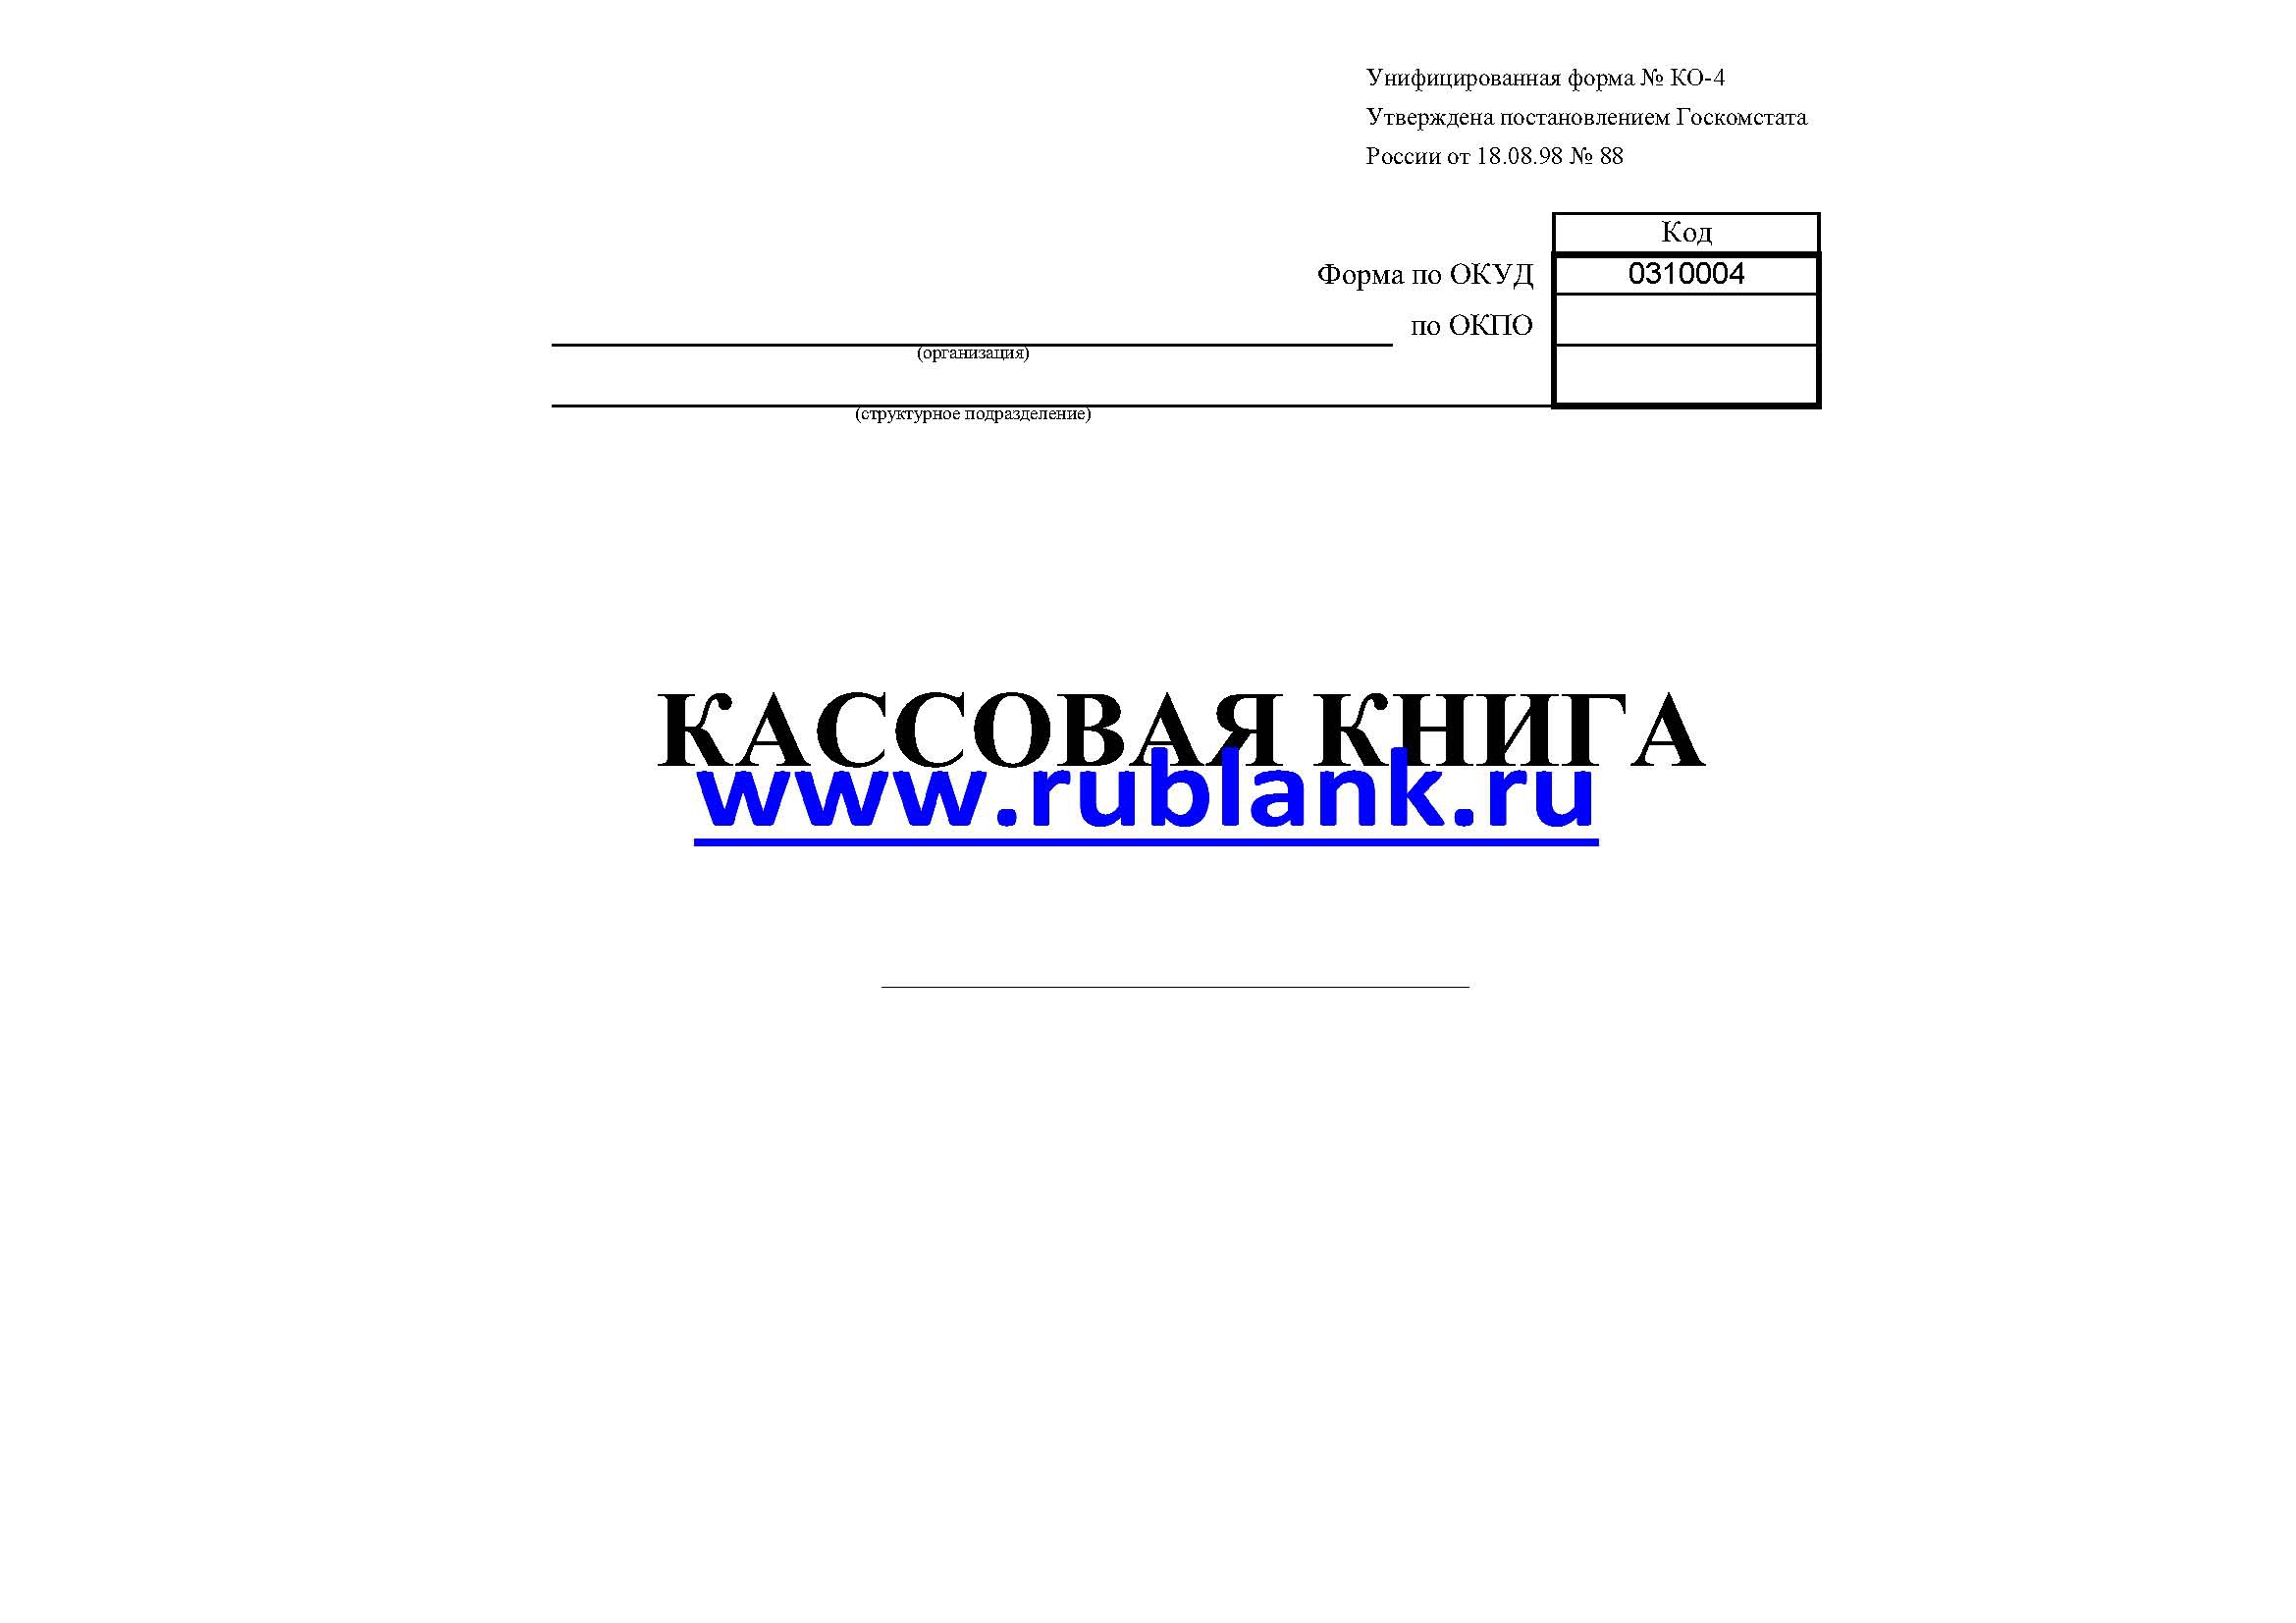 Унифицированная форма № КО-4
Утверждена постановлением Госкомстата
России от 18.08.98 № 88
Код
Форма по ОКУД 0310004
по ОКПО
(организация)
(структурное подразделение)
КАССОВАЯ КНИГА
www.rublank.ru